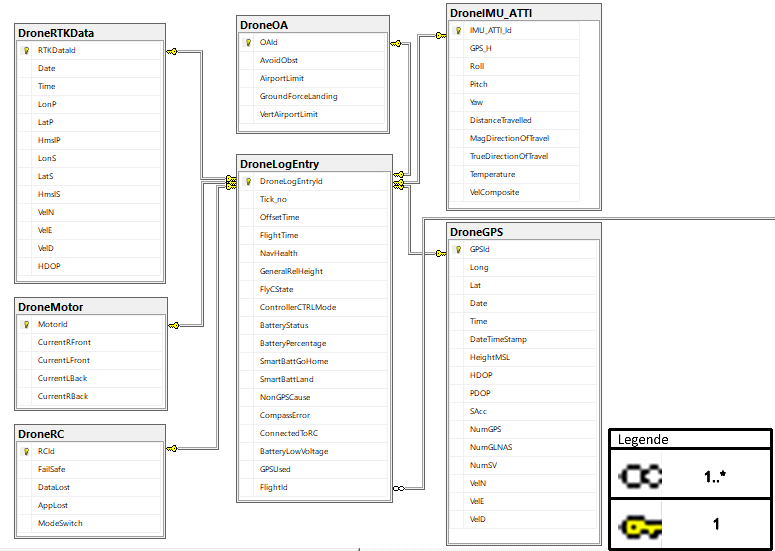 DroneRTKData
RTKDataId
Date
Time
LonP
LatP
HmslP
LonS
LatS
HmslS
VelN
VelE
VelD
HDOP
DroneMotor
MotorId
CurrentRFront
CurrentLFront
CurrentLBack
CurrentRBack
DroneRC
RCId
FailSafe
DataLost
AppLost
ModeSwitch
DroneOA
OAId
AvoidObst
AirportLimit
GroundForceLanding
VertAirportLimit
DroneLogEntry
DroneLogEntryId
Tick_no
OffsetTime
FlightTime
NavHealth
GeneralRelHeight
FlyCState
ControllerCTRLMode
BatteryStatus
BatteryPercentage
SmartBattGoHome
SmartBattLand
NonGPSCause
CompassError
ConnectedToRC
BatteryLowVoltage
GPSUsed
FlightId
DroneIMU_ATTI
IMU_ATTI_Id
GPS_H
Roll
Pitch
Yaw
DistanceTravelled
MagDirectionOfTravel
TrueDirectionOfTravel
Temperature
VelComposite
DroneGPS
GPSId
Long
Lat
Date
Time
DateTimeStamp
HeightMSL
HDOP
PDOP
SAcc
NumGPS
NumGLNAS
NumSV
VelN
VelE
VelD
Legende
1..*
1